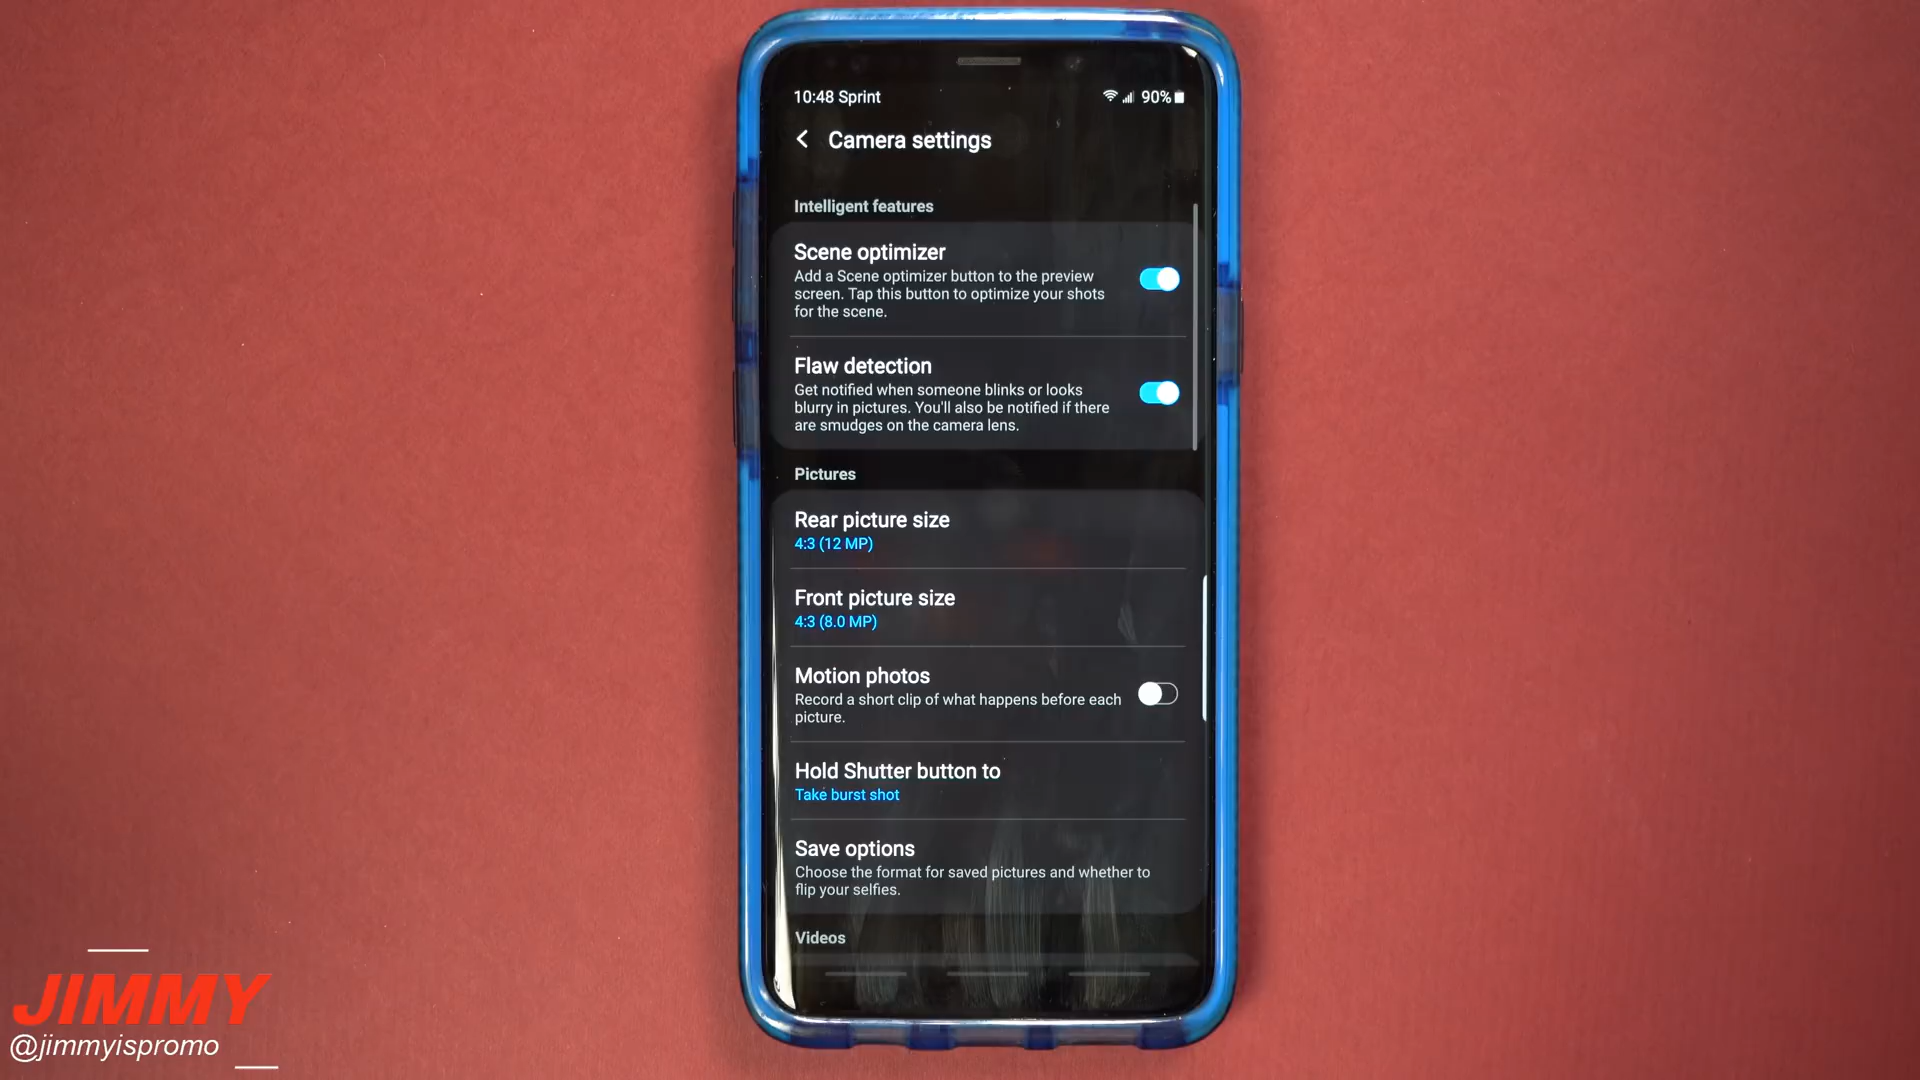 10:48 Sprint 90%
Camera settings
Intelligent features
Scene optimizer
Add a Scene optimizer button to the preview
screen. Tap this button to optimize your shots
for the scene.
Flaw detection
Get notified when someone blinks or looks
blurry in pictures. You'll also be notified if there
are smudges on the camera lens.
Pictures
Rear picture size
4:3 (12 MP)
Front picture size
4:3 (8.0 MP)
Motion photos
Record a short clip of what happens before each
picture.
Hold Shutter button to
Take burst shot
Save options
Choose the format for saved pictures and whether to
flip your selfies.
Videos
JIMMY
@jimmyispromo